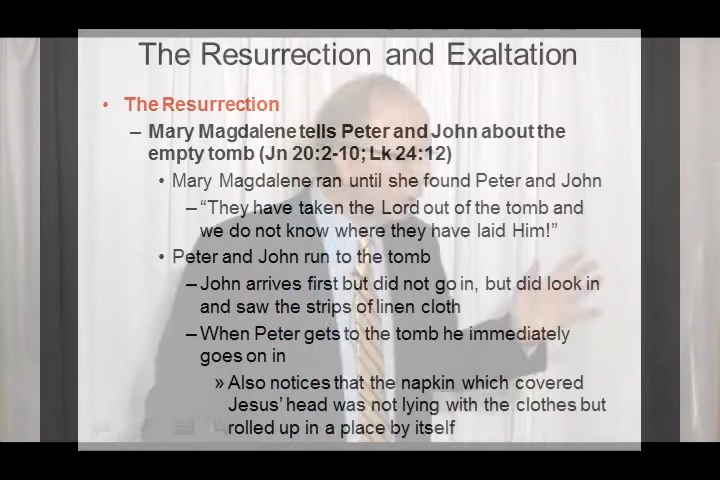 The Resurrection and Exaltation
• The Resurrection
– Mary Magdalene tells Peter and John about the
empty tomb (Jn 20:2-10; Lk 24:12)
• Mary Magdalene ran until she found Peter and John
– “They have taken the Lord out of the tomb and
we do not know where they have laid Him!”
• Peter and John run to the tomb
– John arrives first but did not go in, but did look in
and saw the strips of linen cloth
– When Peter gets to the tomb he immediately
goes on in
» Also notices that the napkin which covered
Jesus’ head was not lying with the clothes but
rolled up in a place by itself